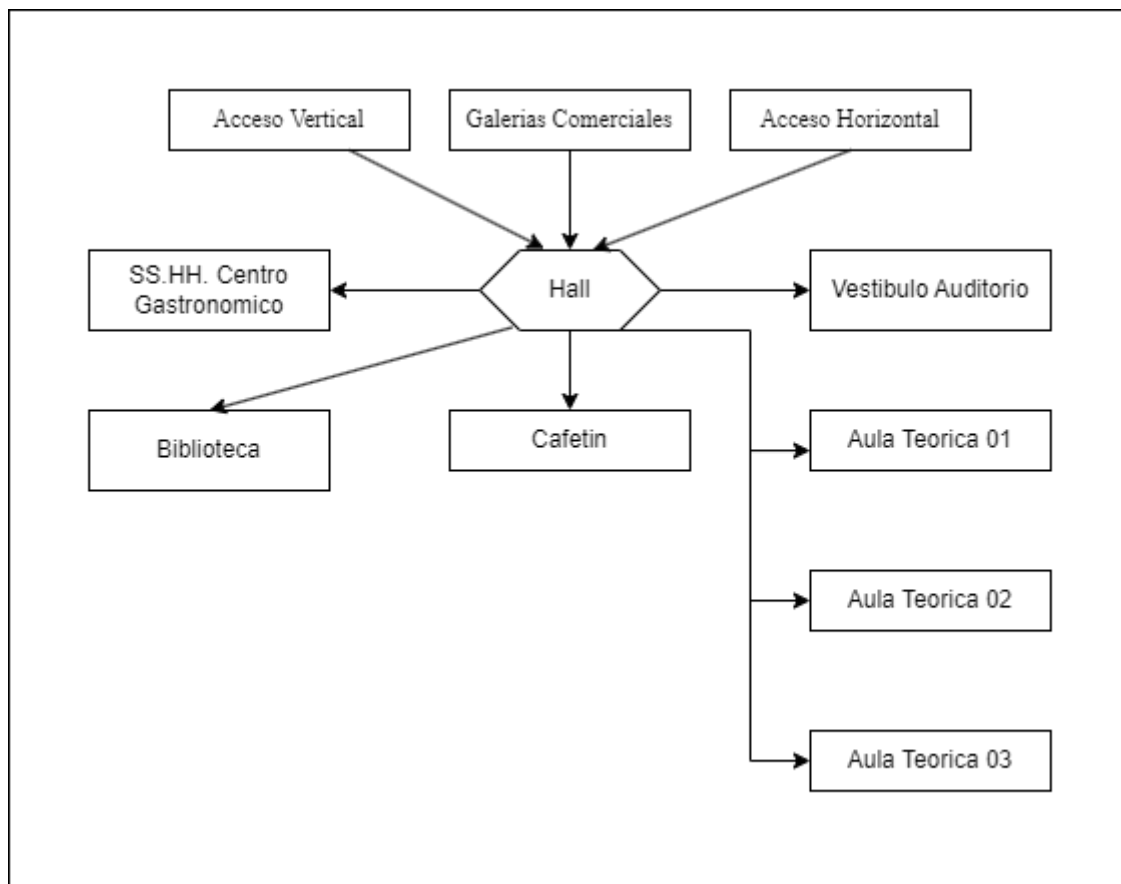 Acceso Vertical
Galerias Comerciales
Acceso Horizontal
SS.HH. Centro
Gastronomico
Hall
Vestibulo Auditorio
Biblioteca
Cafetin
Aula Teorica 01
Aula Teorica 02
Aula Teorica 03